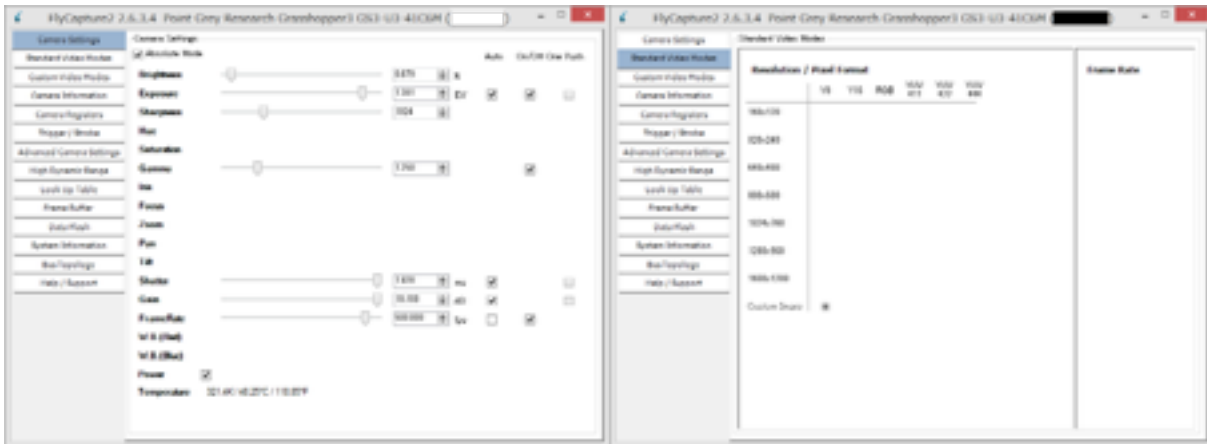 FlyCapture2 2.6.3.4 Point Grey Research Grasshopper3 GS3-U3-41C6M (
)
Camera Settings
Standard Video Modes
Custom Video Modes
Camera Information
Camera Registers
Trigger / Strobe
Advanced Camera Settings
High Dynamic Range
Look Up Table
Frame Buffer
Data Flash
System Information
Bus Topology
Help / Support
Camera Settings
Absolute Mode
Auto On/Off One Push
Brightness %
Exposure EV
Sharpness 1024
Hue
Saturation
Gamma
Iris
Focus
Zoom
Pan
Tilt
Shutter ms
Gain dB
FrameRate fps
W.B.(Red)
W.B.(Blue)
Power
Temperature
FlyCapture2 2.6.3.4 Point Grey Research Grasshopper3 GS3-U3-41C6M (
)
Camera Settings
Standard Video Modes
Custom Video Modes
Camera Information
Camera Registers
Trigger / Strobe
Advanced Camera Settings
High Dynamic Range
Look Up Table
Frame Buffer
Data Flash
System Information
Bus Topology
Help / Support
Standard Video Modes
Resolution / Pixel Format
Y8 Y16 RGB YUV 411 YUV 422 YUV 444
160x120
320x240
640x480
800x600
1024x768
1280x960
1600x1200
Custom Image
Frame Rate